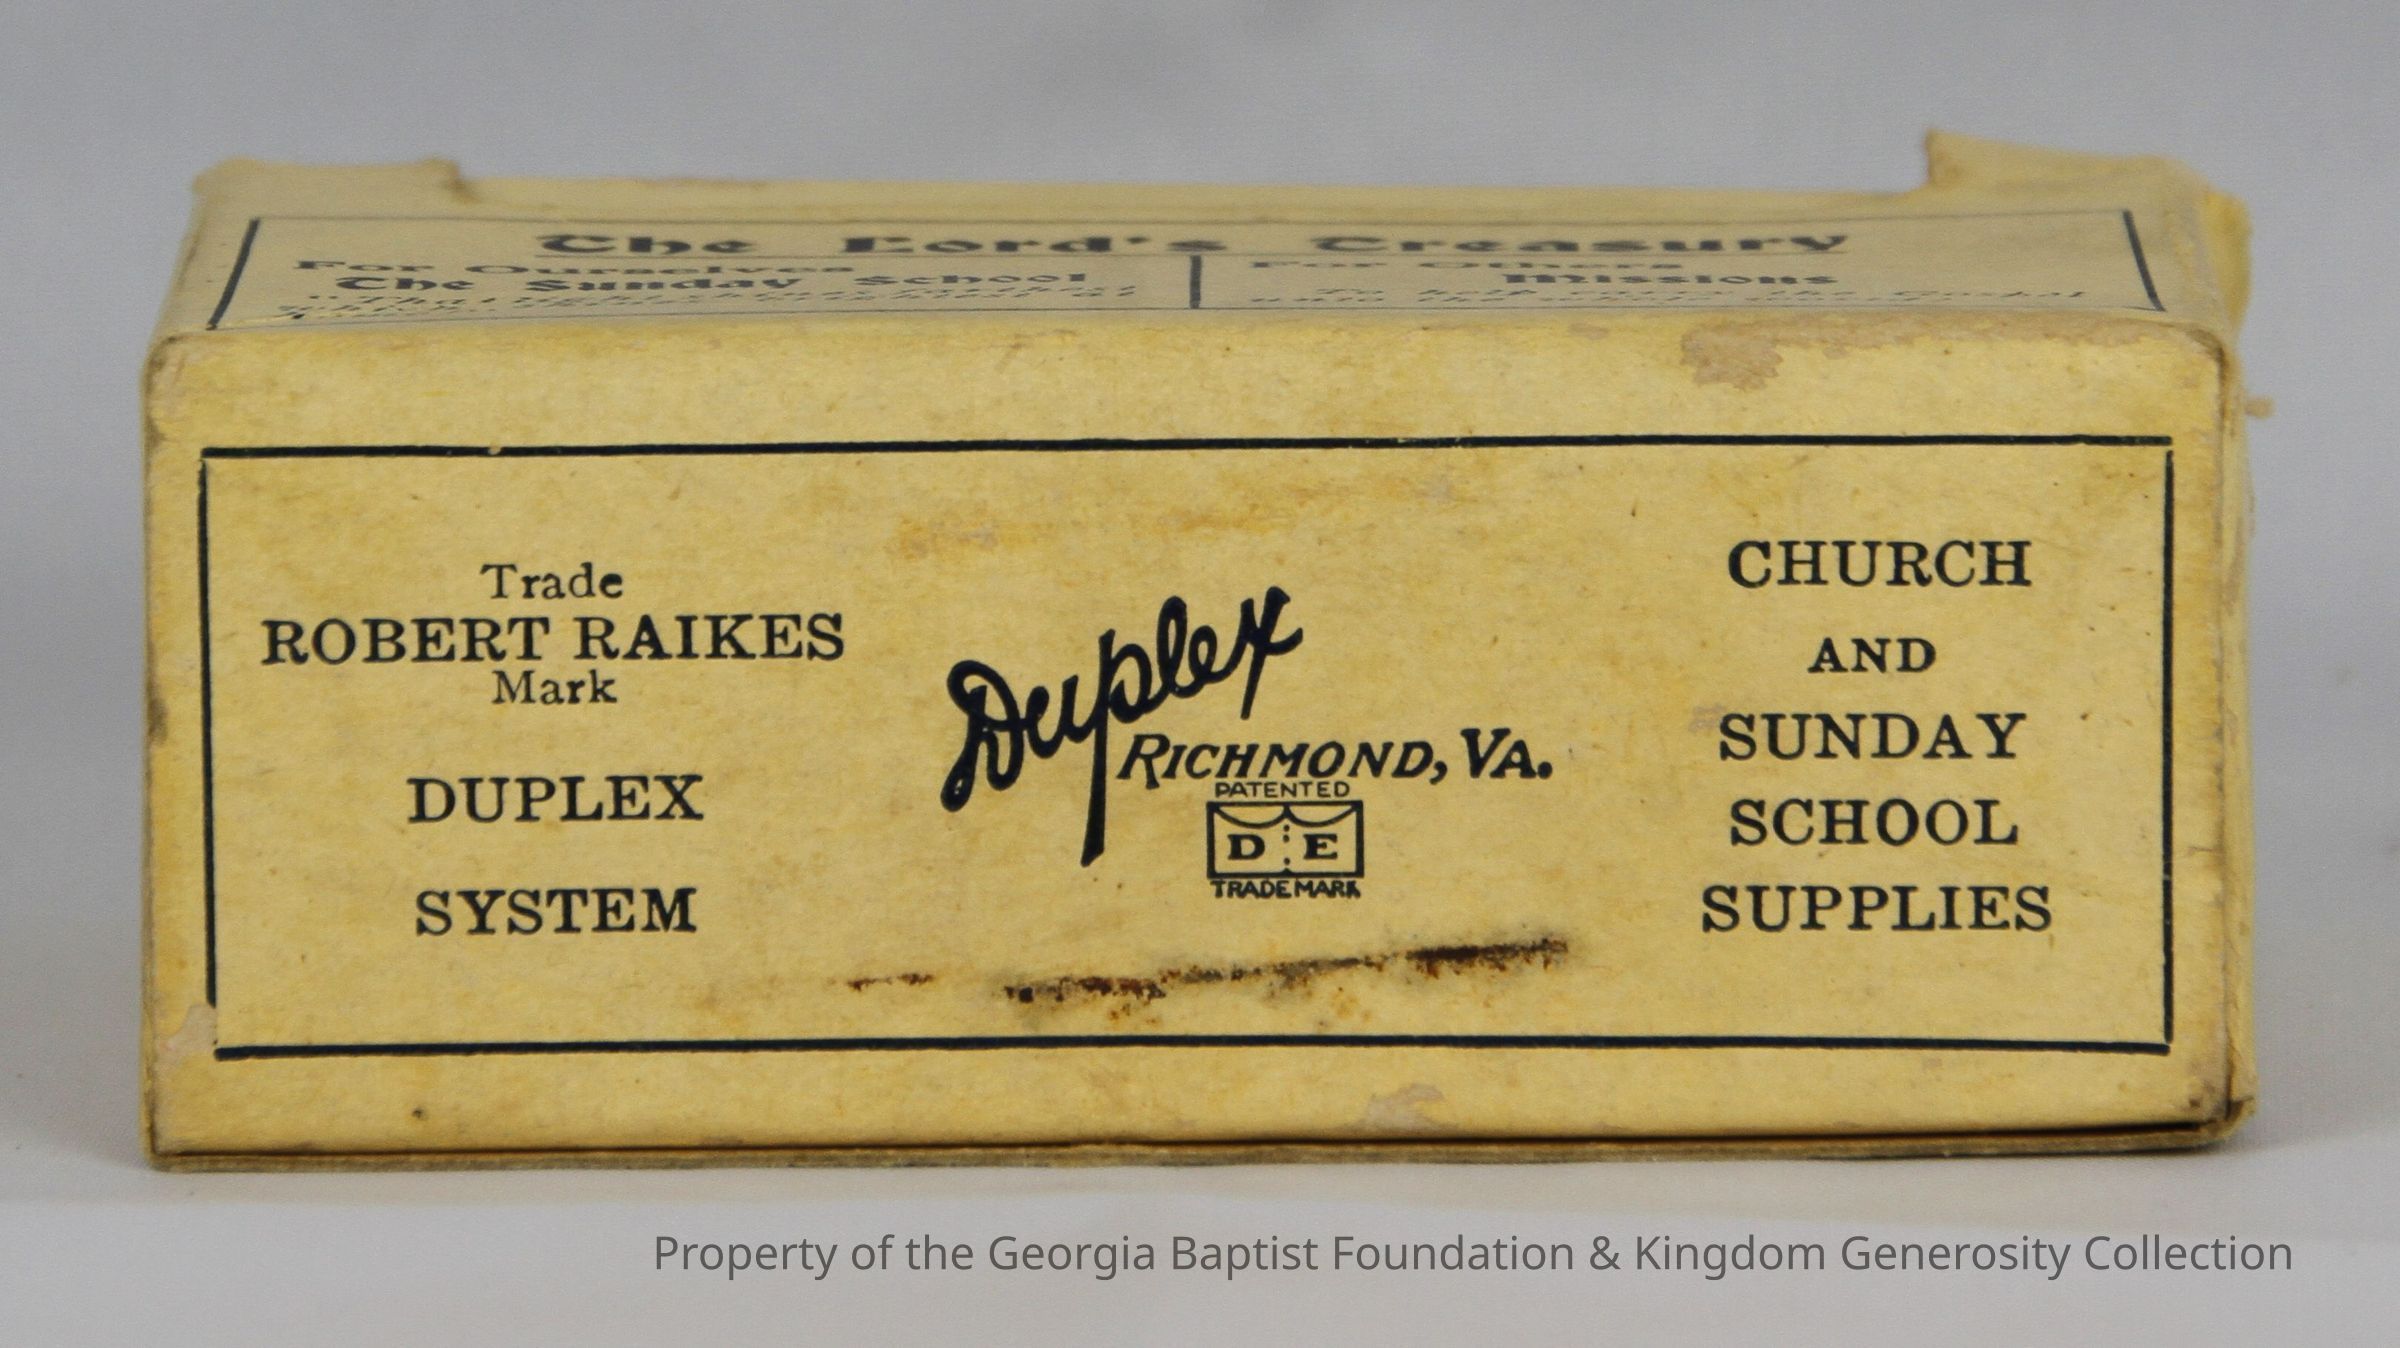 The Lord's Treasury
For Ourselves
The Sunday School
For Others
Missions
Trade
ROBERT RAIKES
Mark
DUPLEX
SYSTEM
Duplex
RICHMOND, VA.
PATENTED
D E
TRADE MARK
CHURCH
AND
SUNDAY
SCHOOL
SUPPLIES
Property of the Georgia Baptist Foundation & Kingdom Generosity Collection